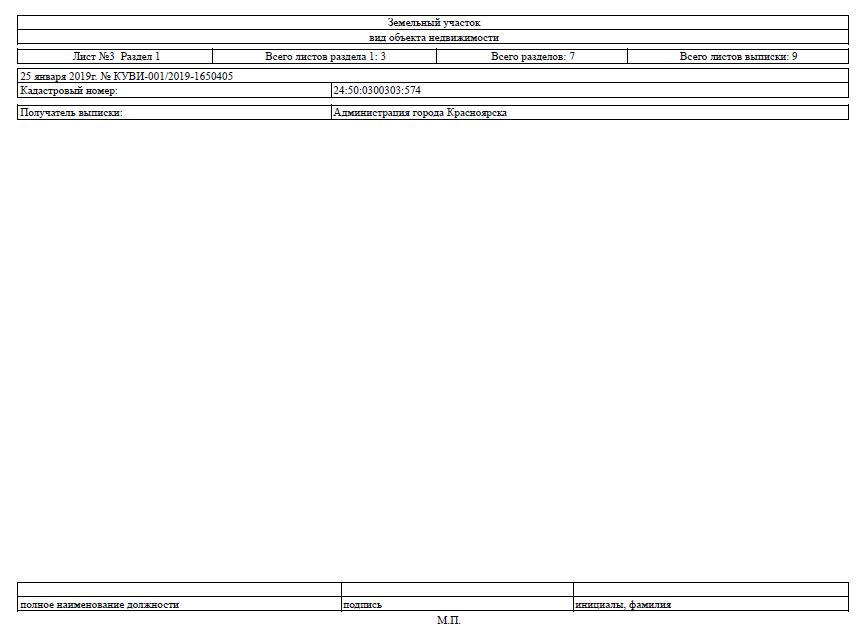 Земельный участок
вид объекта недвижимости
Лист №3 Раздел 1 Всего листов раздела 1: 3 Всего разделов: 7 Всего листов выписки: 9
25 января 2019г. № КУВИ-001/2019-1650405
Кадастровый номер: 24:50:0300303:574
Получатель выписки: Администрация города Красноярска
полное наименование должности подпись инициалы, фамилия
М.П.